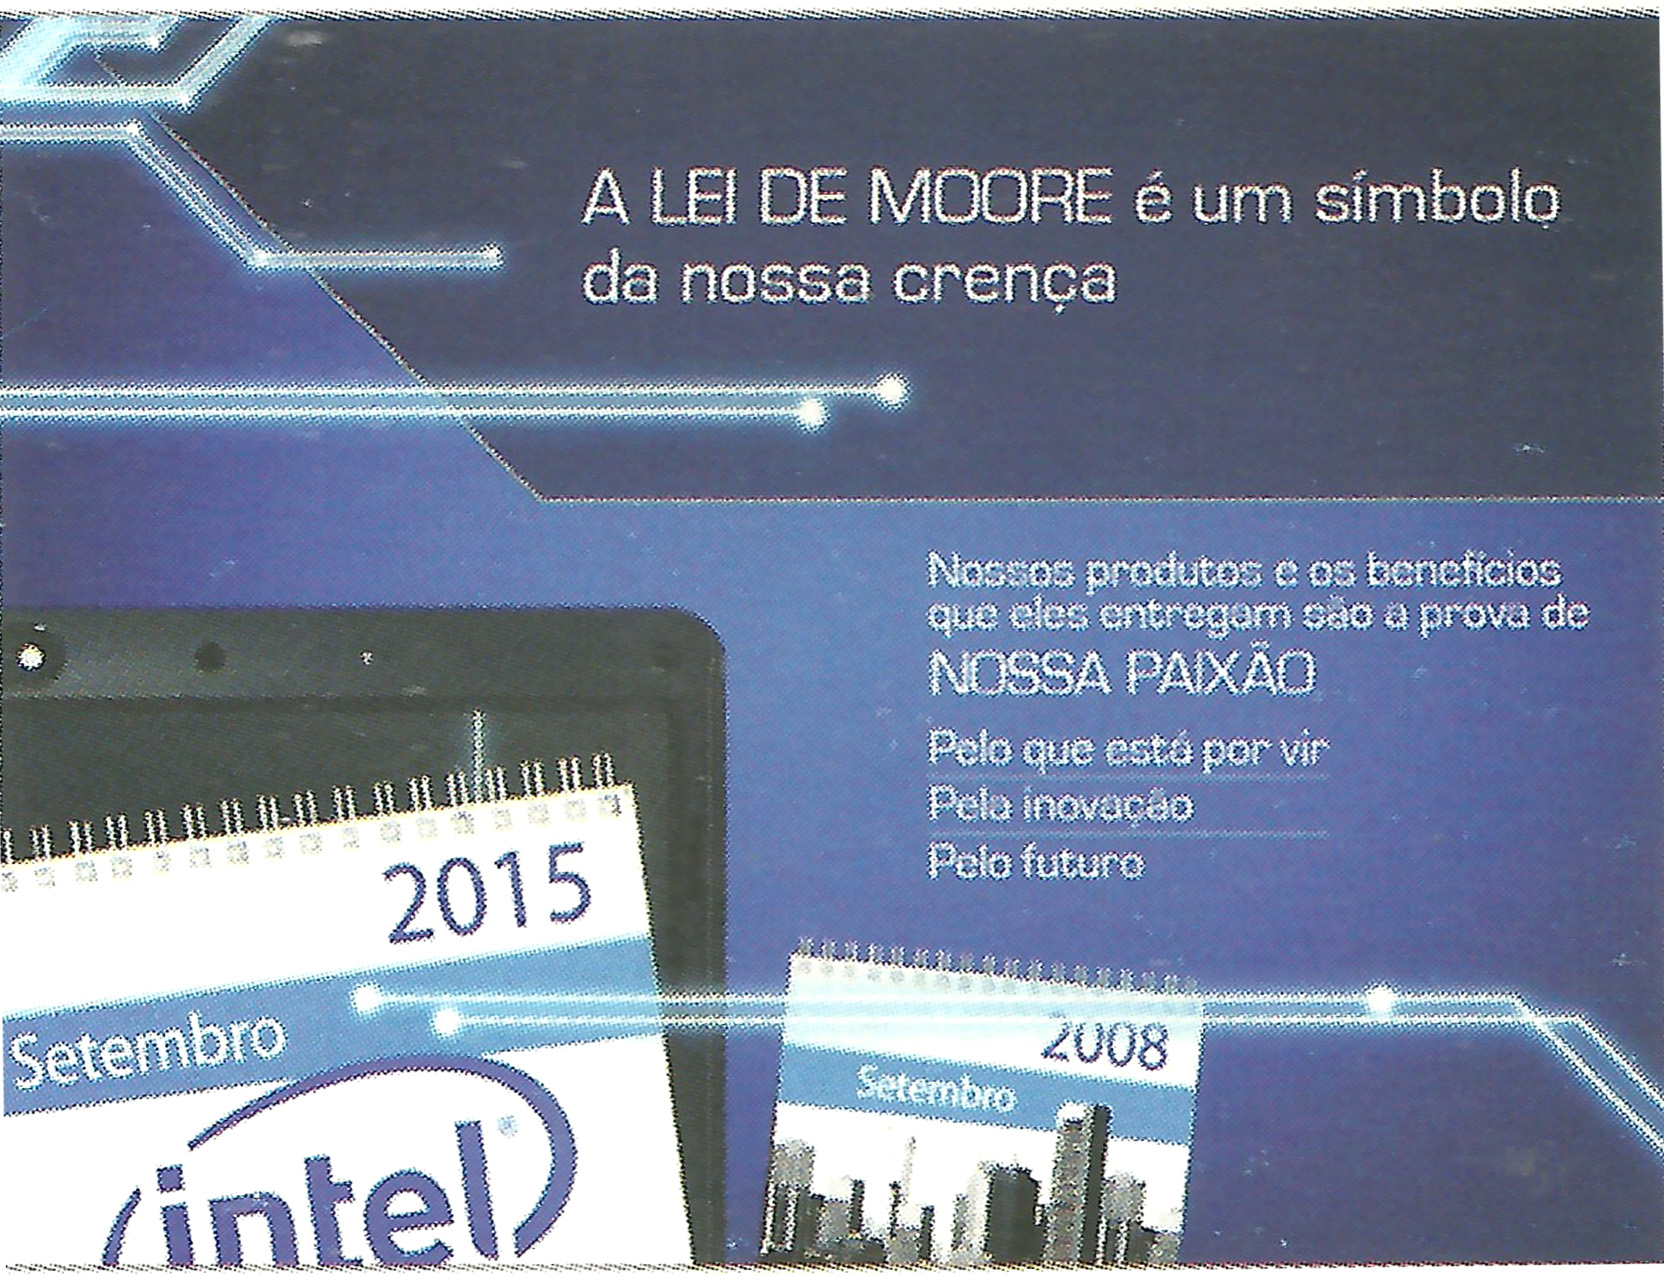 A LEI DE MOORE é um símbolo
da nossa crença
Nossos produtos e os benefícios
que eles entregam são a prova de
NOSSA PAIXÃO
Pelo que está por vir
Pela inovação
Pelo futuro
2015
Setembro
intel
2008
Setembro